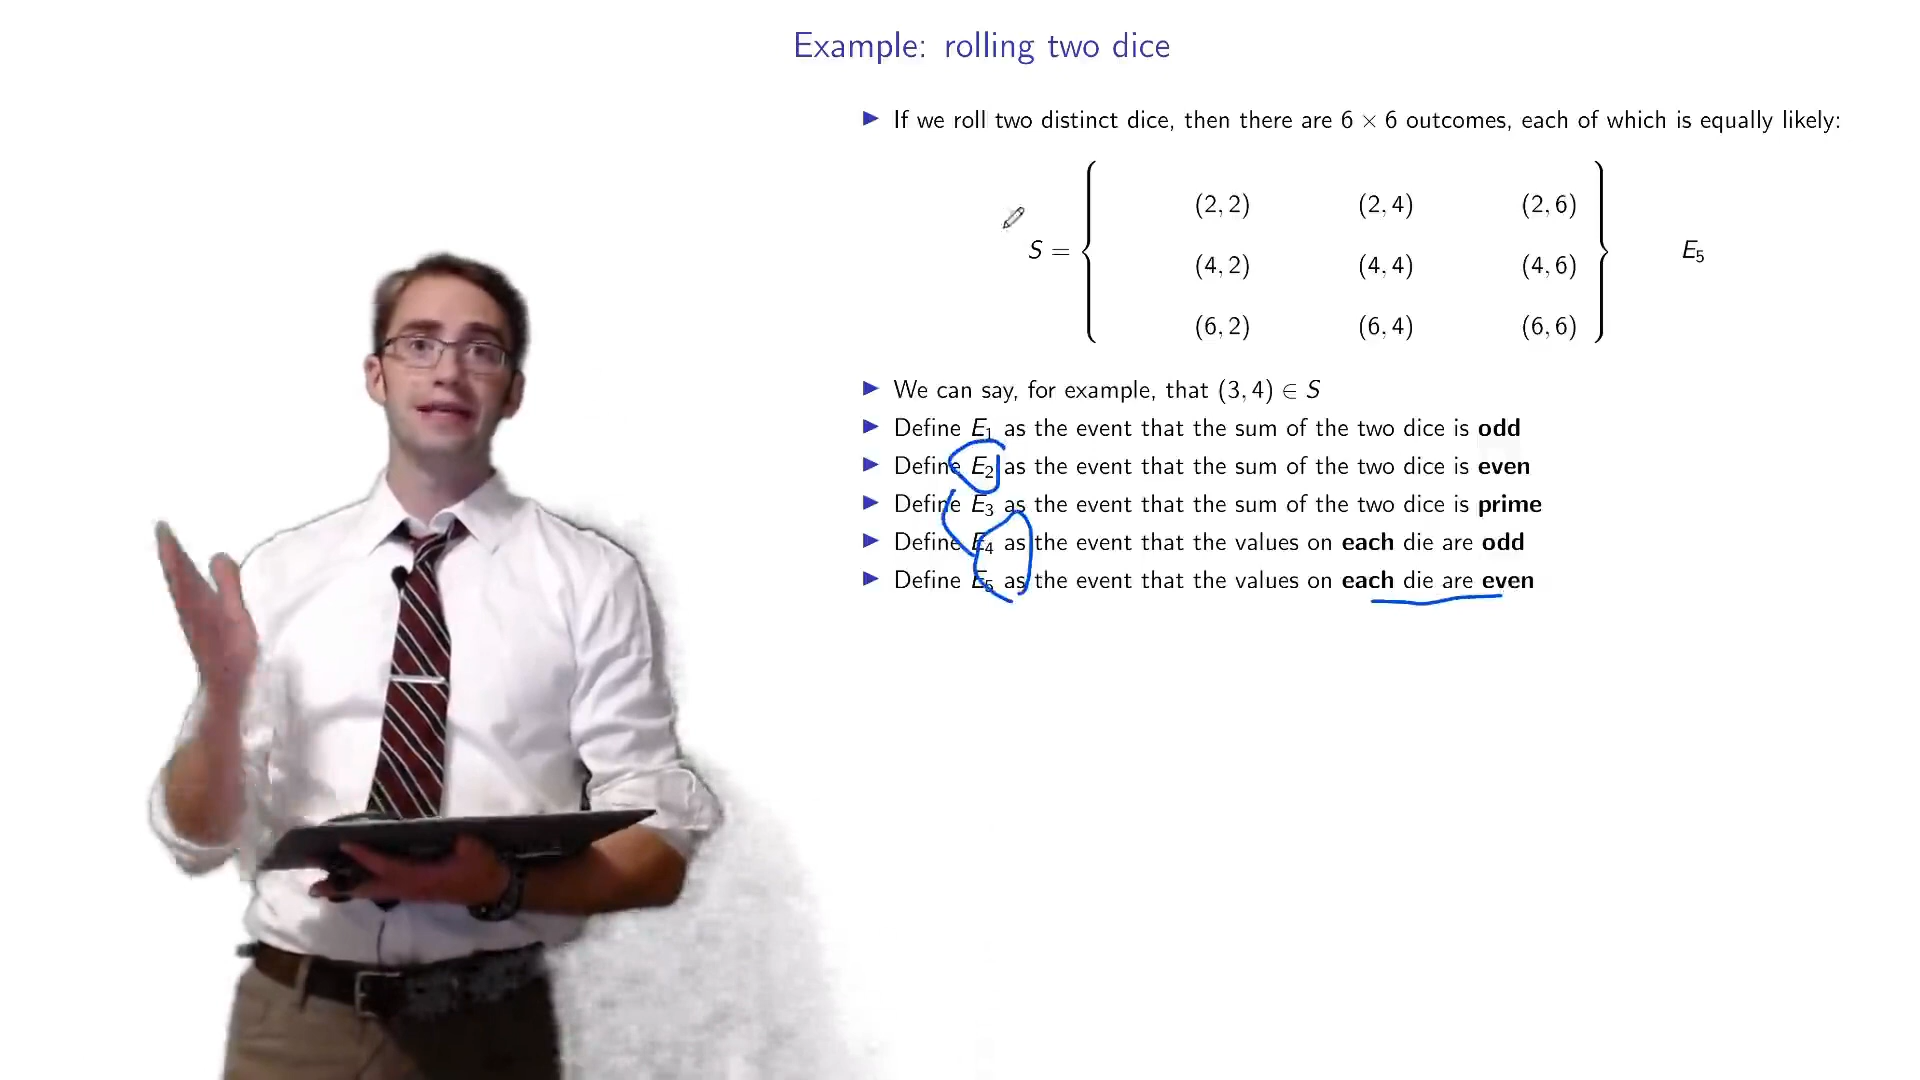 Example: rolling two dice
▶ If we roll two distinct dice, then there are 6 × 6 outcomes, each of which is equally likely:
(2, 2) (2, 4) (2, 6)
S = { (4, 2) (4, 4) (4, 6) } E₅
(6, 2) (6, 4) (6, 6)
▶ We can say, for example, that (3, 4) ∈ S
▶ Define E₁ as the event that the sum of the two dice is odd
▶ Define E₂ as the event that the sum of the two dice is even
▶ Define E₃ as the event that the sum of the two dice is prime
▶ Define E₄ as the event that the values on each die are odd
▶ Define E₅ as the event that the values on each die are even